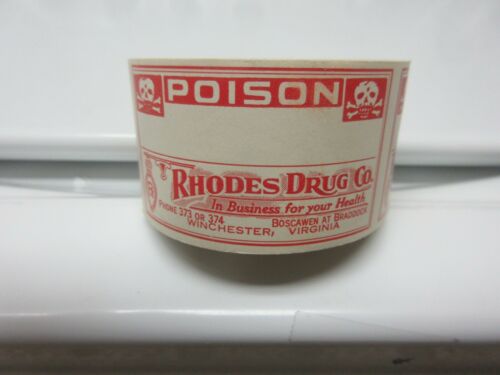 POISON
RHODES DRUG CO.
In Business for your Health
PHONE 373 OR 374 BOSCAWEN AT BRADDOCK
WINCHESTER, VIRGINIA